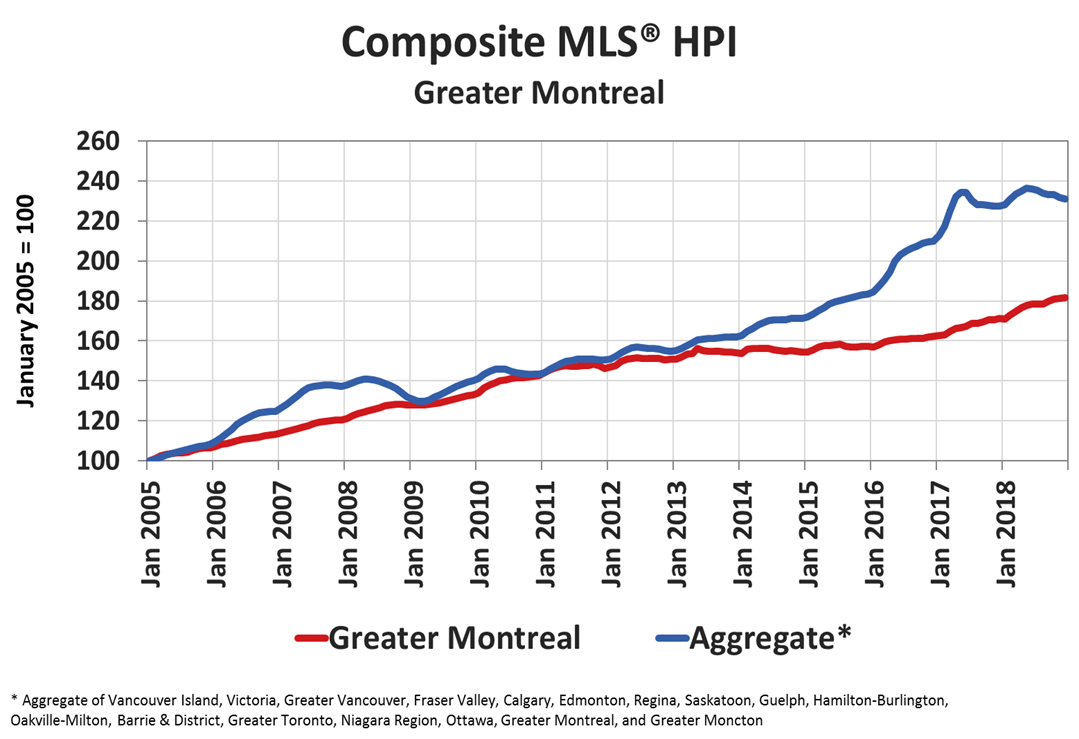 Composite MLS® HPI
Greater Montreal
January 2005 = 100
260
240
220
200
180
160
140
120
100
Jan 2005
Jan 2006
Jan 2007
Jan 2008
Jan 2009
Jan 2010
Jan 2011
Jan 2012
Jan 2013
Jan 2014
Jan 2015
Jan 2016
Jan 2017
Jan 2018
Greater Montreal
Aggregate*
* Aggregate of Vancouver Island, Victoria, Greater Vancouver, Fraser Valley, Calgary, Edmonton, Regina, Saskatoon, Guelph, Hamilton-Burlington,
Oakville-Milton, Barrie & District, Greater Toronto, Niagara Region, Ottawa, Greater Montreal, and Greater Moncton